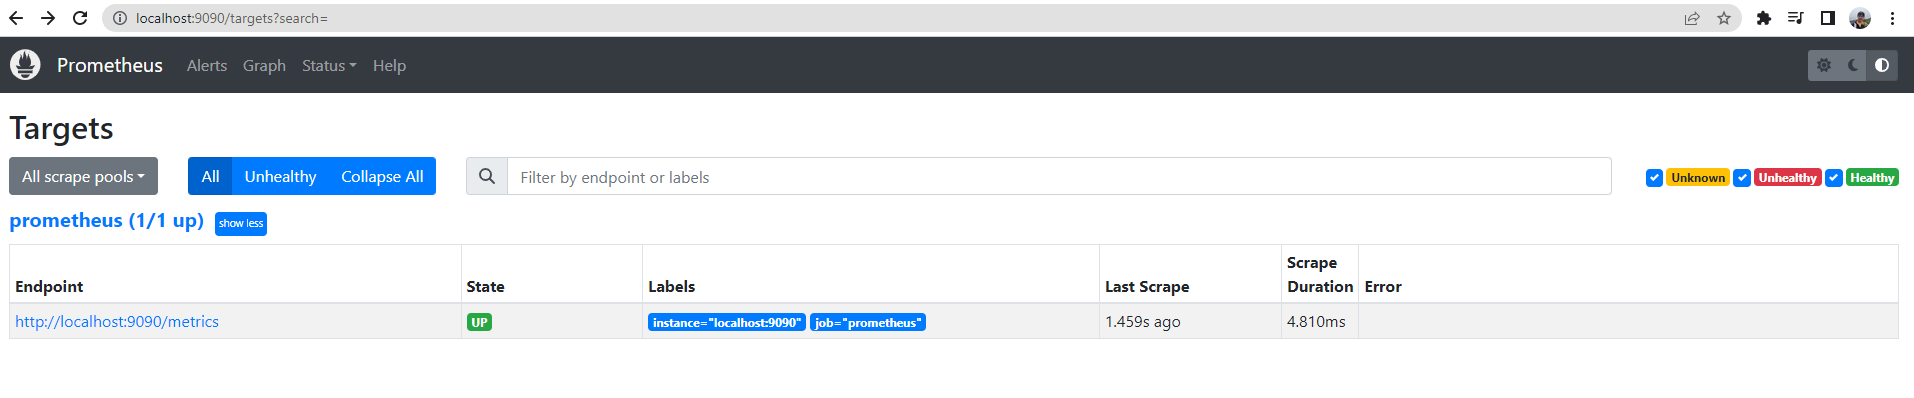 localhost:9090/targets?search=
Prometheus Alerts Graph Status Help
Targets
All scrape pools All Unhealthy Collapse All Filter by endpoint or labels Unknown Unhealthy Healthy
prometheus (1/1 up) show less
Endpoint State Labels Last Scrape Scrape Duration Error
http://localhost:9090/metrics UP instance="localhost:9090" job="prometheus" 1.459s ago 4.810ms